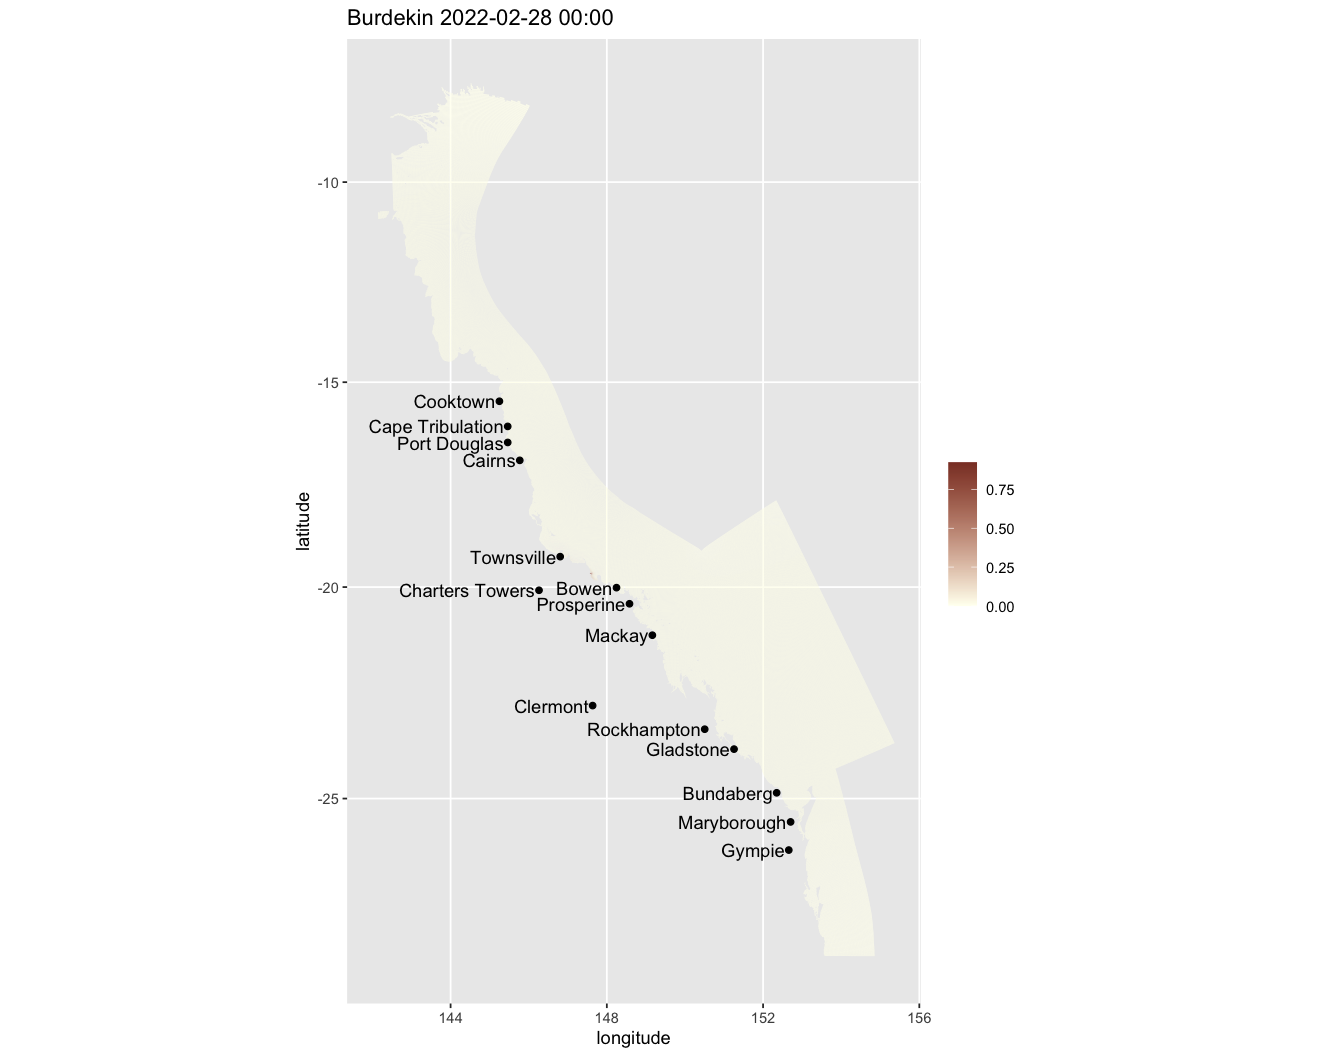 Burdekin 2022-02-28 00:00
-10
-15
Cooktown
Cape Tribulation
Port Douglas
Cairns
0.75
latitude
0.50
Townsville
0.25
-20
Charters Towers
Bowen
Prosperine
0.00
Mackay
Clermont
Rockhampton
Gladstone
Bundaberg
-25
Maryborough
Gympie
144 148 152 156
longitude